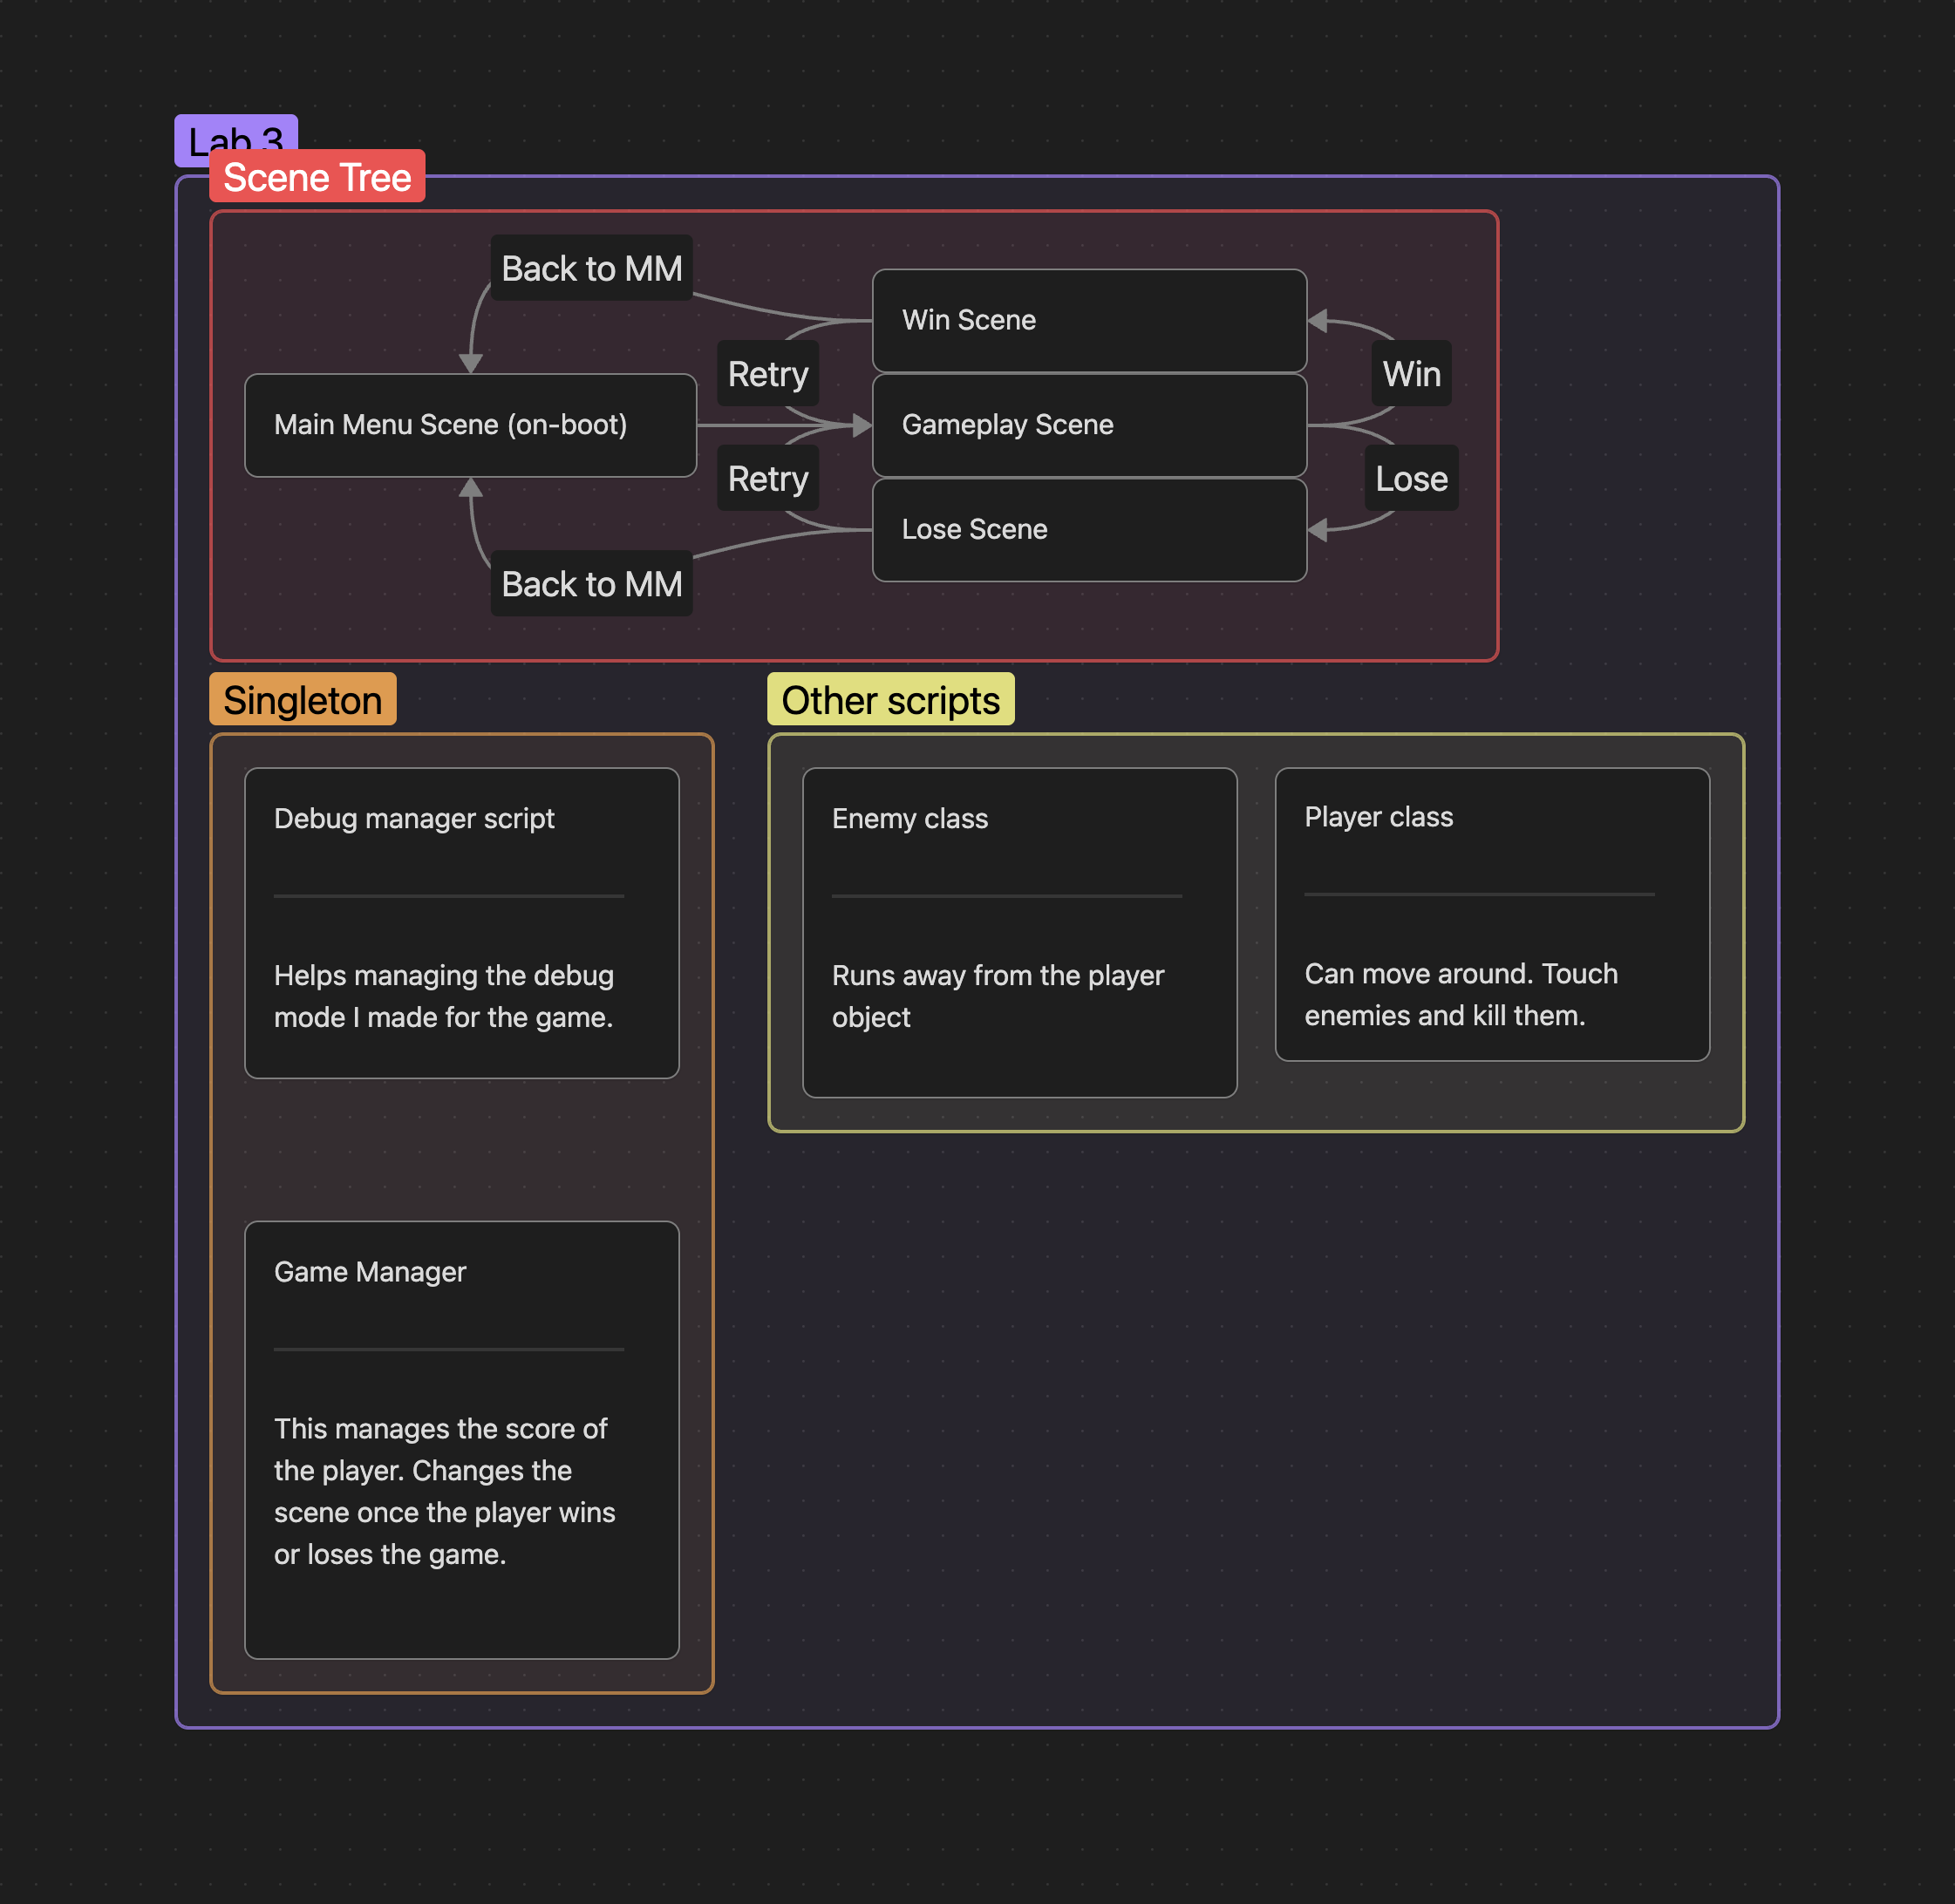 Lab 3
Scene Tree
Back to MM
Win Scene
Retry
Win
Main Menu Scene (on-boot)
Gameplay Scene
Retry
Lose
Lose Scene
Back to MM
Singleton
Debug manager script
Helps managing the debug
mode I made for the game.
Game Manager
This manages the score of
the player. Changes the
scene once the player wins
or loses the game.
Other scripts
Enemy class
Runs away from the player
object
Player class
Can move around. Touch
enemies and kill them.